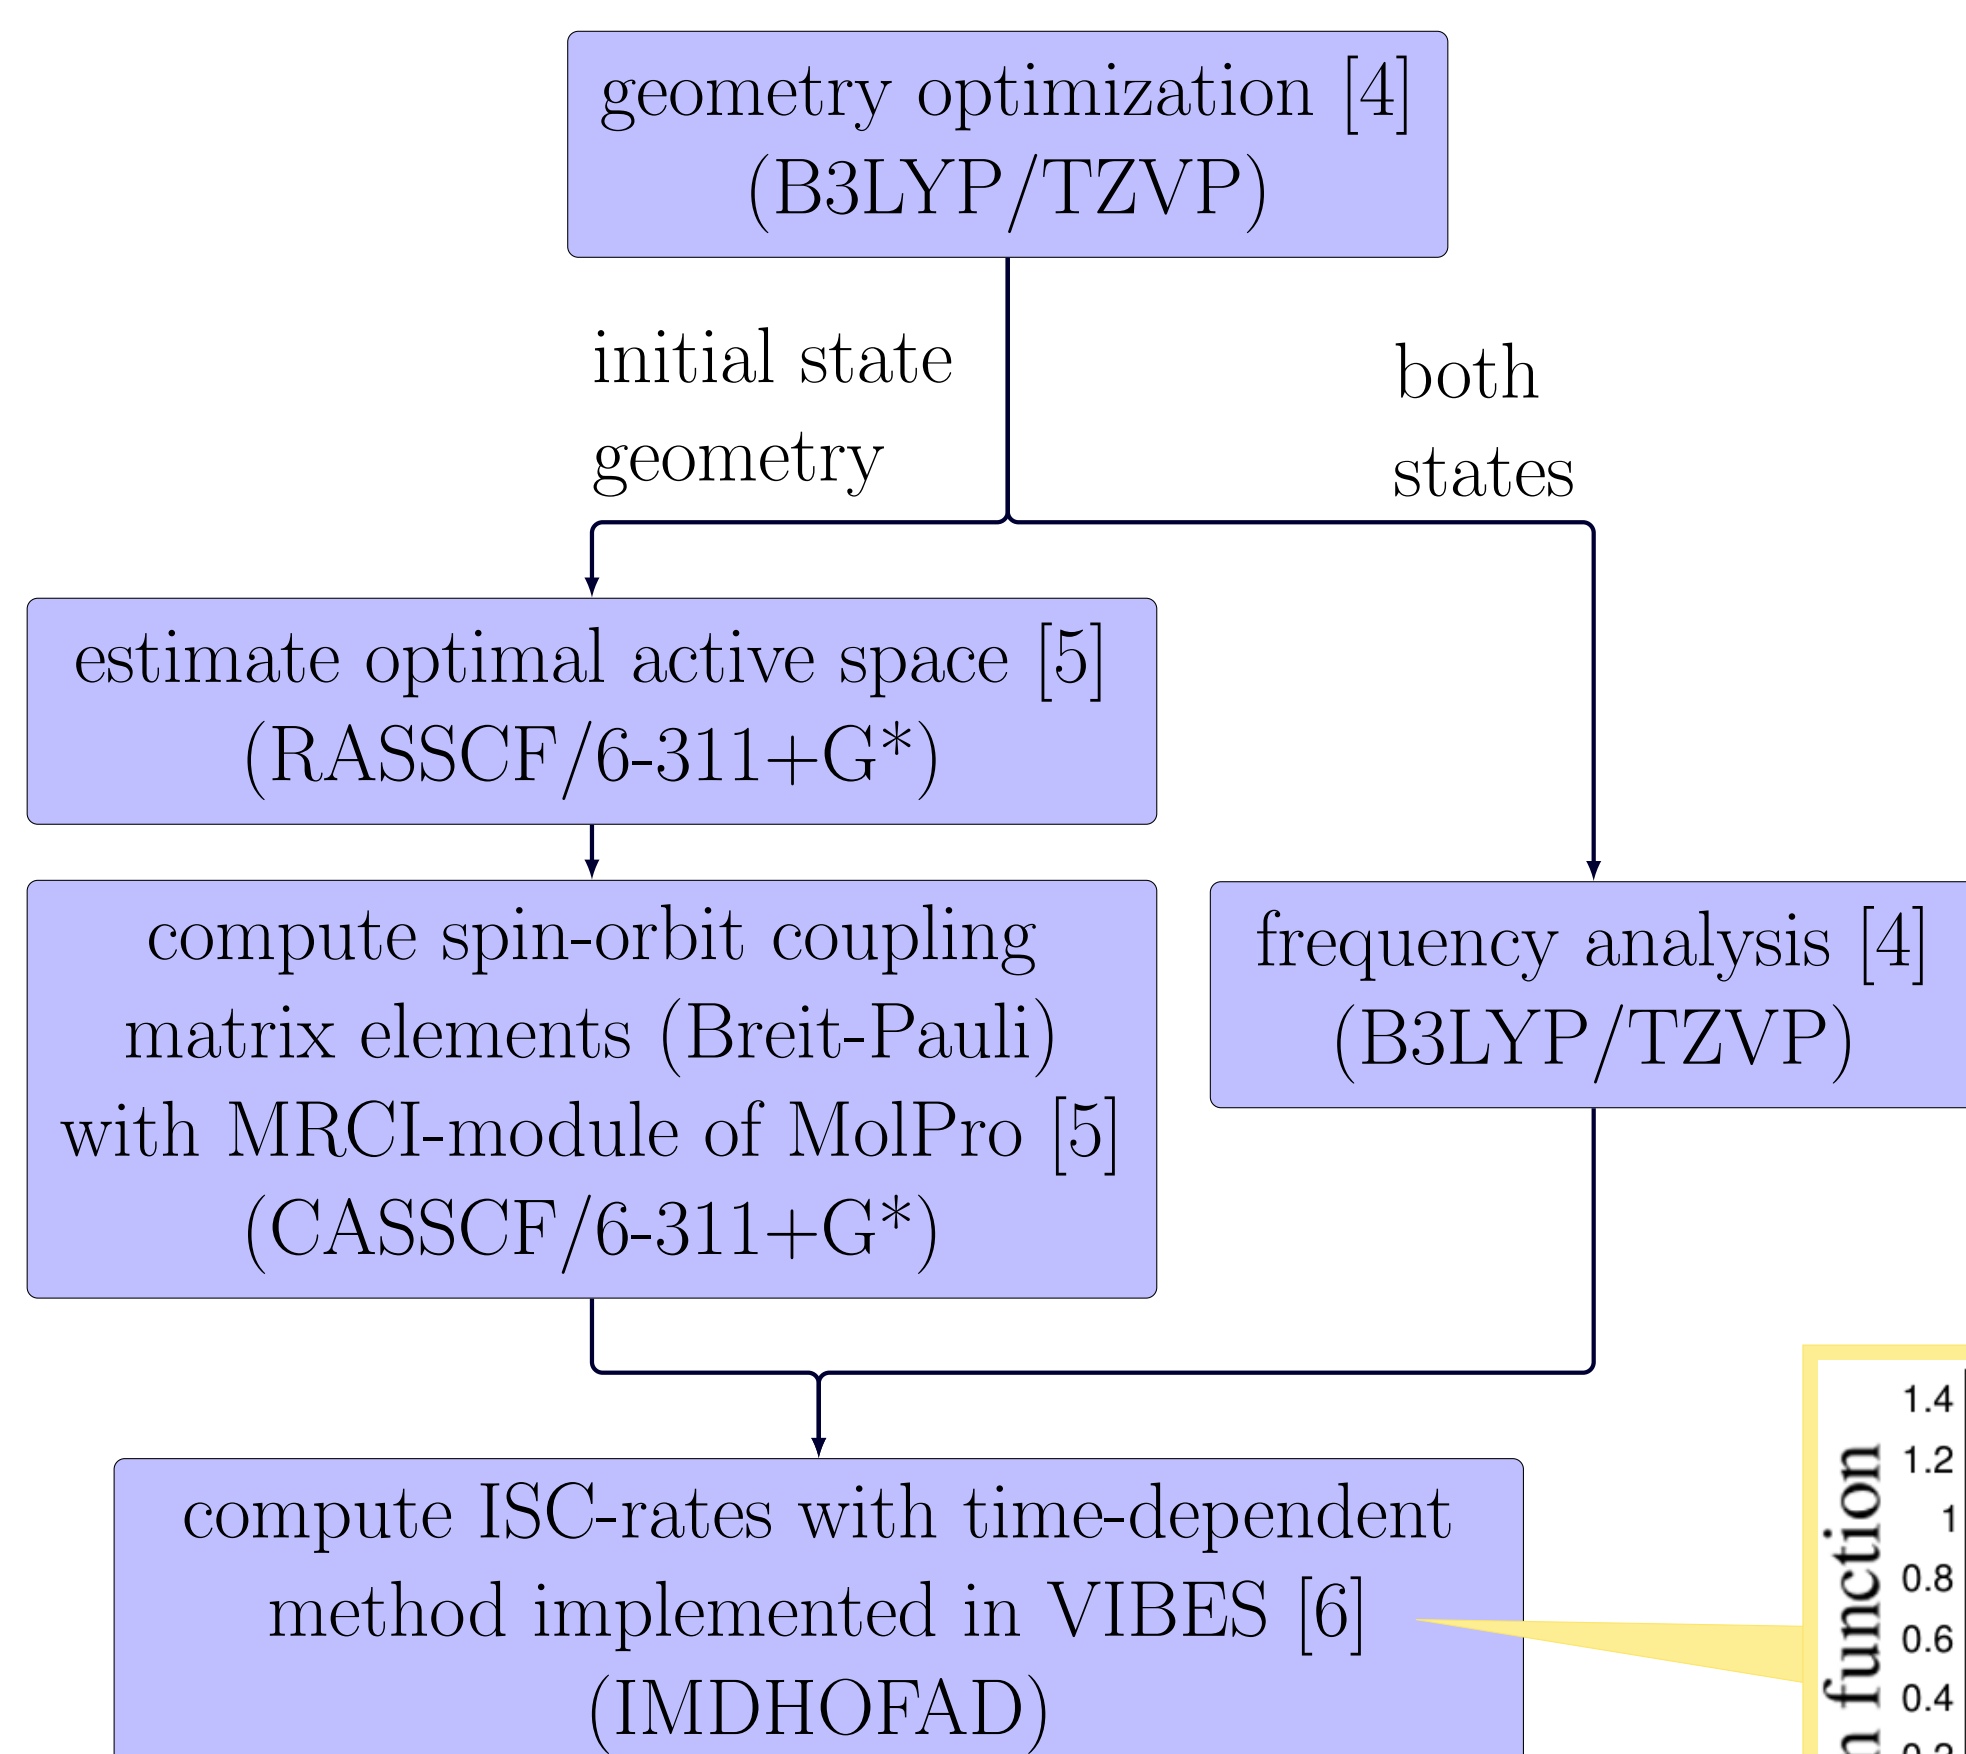 geometry optimization [4]
(B3LYP/TZVP)
initial state
geometry
both
states
estimate optimal active space [5]
(RASSCF/6-311+G*)
compute spin-orbit coupling
matrix elements (Breit-Pauli)
with MRCI-module of MolPro [5]
(CASSCF/6-311+G*)
frequency analysis [4]
(B3LYP/TZVP)
compute ISC-rates with time-dependent
method implemented in VIBES [6]
(IMDHOFAD)
function
1.4
1.2
1
0.8
0.6
0.4